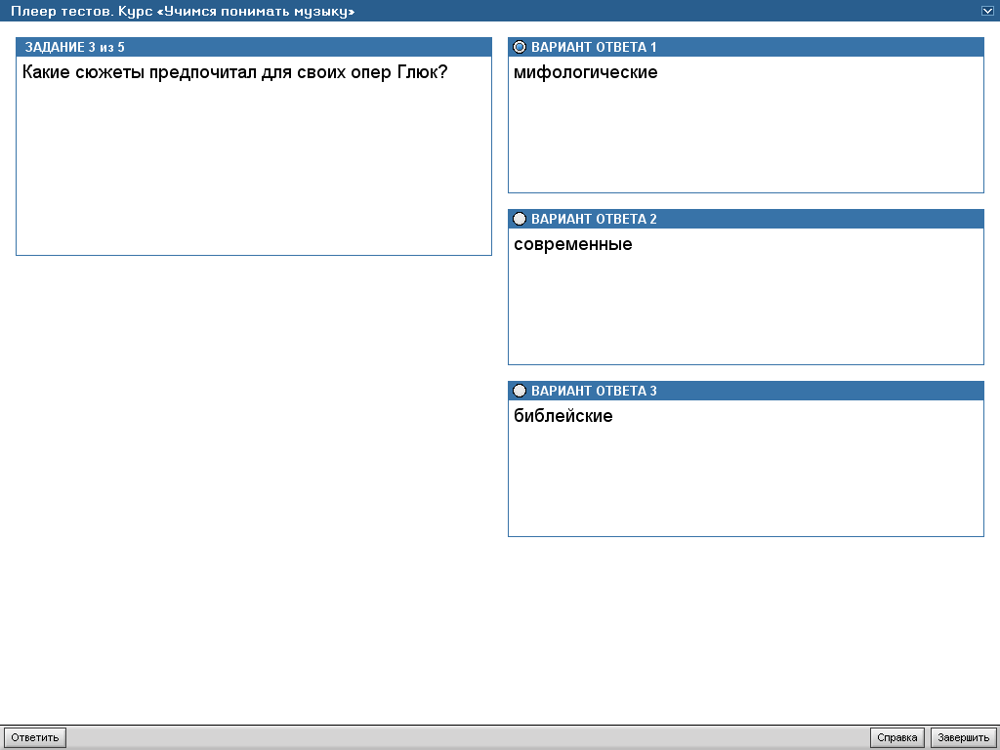 Плеер тестов. Курс «Учимся понимать музыку»
ЗАДАНИЕ 3 из 5
Какие сюжеты предпочитал для своих опер Глюк?
ВАРИАНТ ОТВЕТА 1
мифологические
ВАРИАНТ ОТВЕТА 2
современные
ВАРИАНТ ОТВЕТА 3
библейские
Ответить
Справка
Завершить